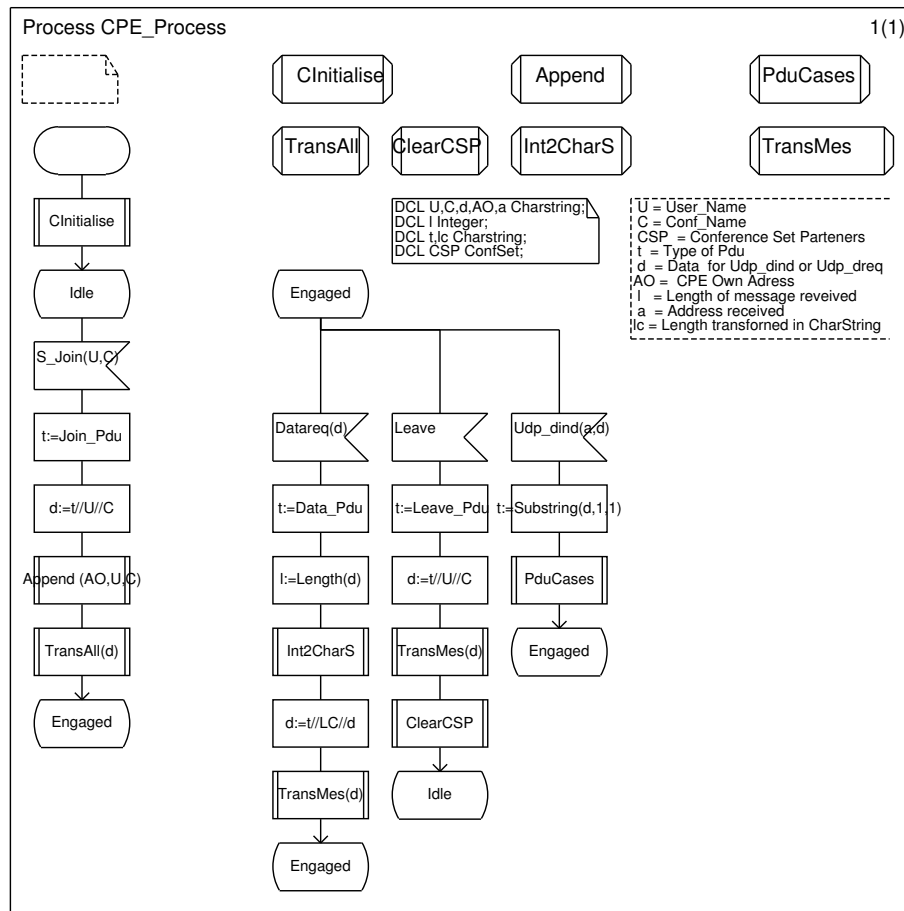 Process CPE_Process
1(1)
CInitialise
Append
PduCases
TransAll
ClearCSP
Int2CharS
TransMes
DCL U,C,d,AO,a Charstring;
DCL l Integer;
DCL t,lc Charstring;
DCL CSP ConfSet;
U = User_Name
C = Conf_Name
CSP = Conference Set Parteners
t = Type of Pdu
d = Data for Udp_dind or Udp_dreq
AO = CPE Own Adress
l = Length of message reveived
a = Address received
lc = Length transforned in CharString
CInitialise
Idle
S_Join(U,C)
t:=Join_Pdu
d:=t//U//C
Append (AO,U,C)
TransAll(d)
Engaged
Engaged
Datareq(d)
t:=Data_Pdu
l:=Length(d)
Int2CharS
d:=t//LC//d
TransMes(d)
Engaged
Leave
t:=Leave_Pdu
d:=t//U//C
TransMes(d)
ClearCSP
Idle
Udp_dind(a,d)
t:=Substring(d,1,1)
PduCases
Engaged